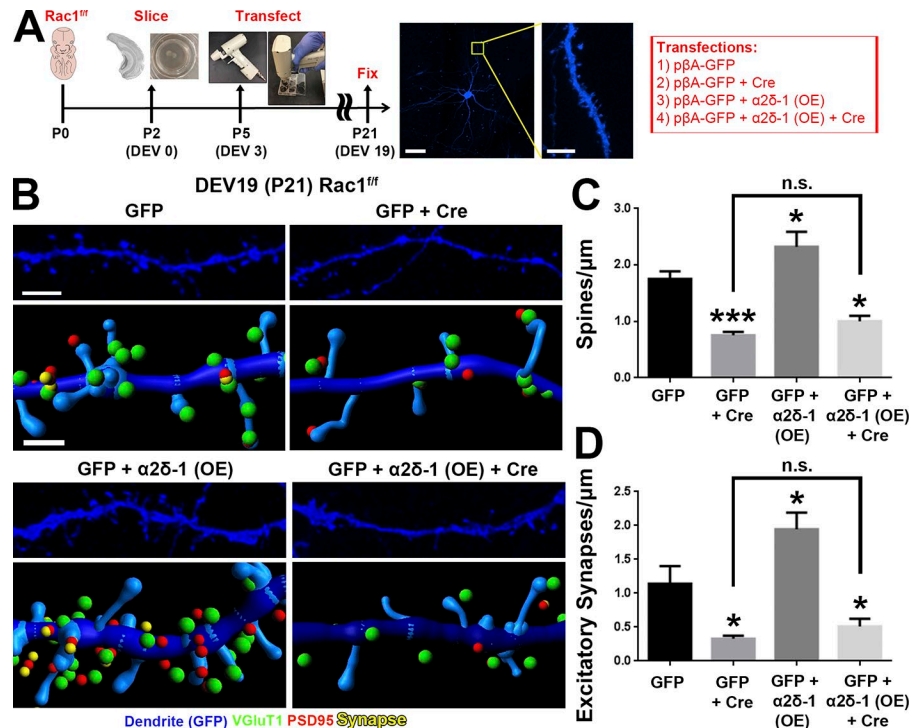 A
Rac1f/f
Slice
Transfect
Fix
P0
P2
(DEV 0)
P5
(DEV 3)
P21
(DEV 19)
Transfections:
1) pβA-GFP
2) pβA-GFP + Cre
3) pβA-GFP + α2δ-1 (OE)
4) pβA-GFP + α2δ-1 (OE) + Cre
B
DEV19 (P21) Rac1f/f
GFP
GFP + Cre
GFP + α2δ-1 (OE)
GFP + α2δ-1 (OE) + Cre
Dendrite (GFP) VGluT1 PSD95 Synapse
C
n.s.
Spines/µm
3.0
2.0
1.0
0.0
***
*
*
GFP
GFP
+ Cre
GFP +
α2δ-1
(OE)
GFP +
α2δ-1 (OE)
+ Cre
D
n.s.
Excitatory Synapses/µm
2.5
2.0
1.5
1.0
0.5
0.0
*
*
*
GFP
GFP
+ Cre
GFP +
α2δ-1
(OE)
GFP +
α2δ-1 (OE)
+ Cre